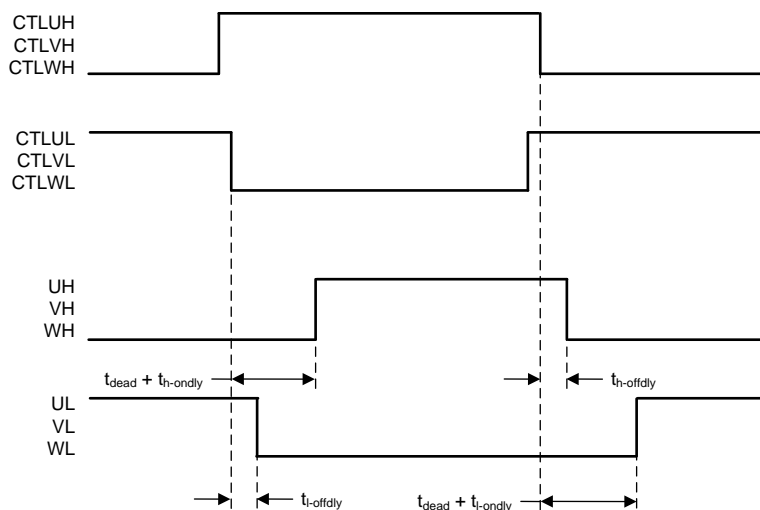 CTLUH
CTLVH
CTLWH
CTLUL
CTLVL
CTLWL
UH
VH
WH
tdead + th-ondly
th-offdly
UL
VL
WL
tl-offdly
tdead + tl-ondly